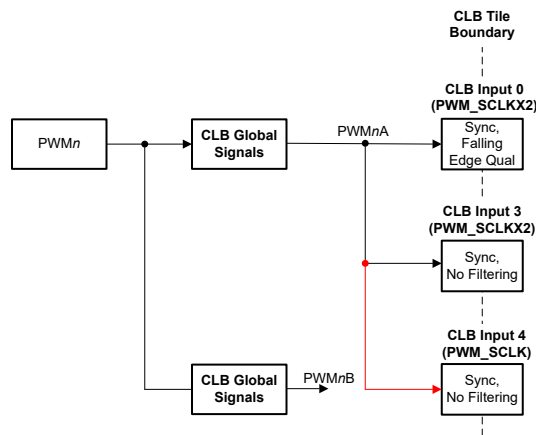 CLB Tile
Boundary
CLB Input 0
(PWM_SCLKX2)
PWMn
CLB Global
Signals
PWMnA
Sync,
Falling
Edge Qual
CLB Input 3
(PWM_SCLKX2)
Sync,
No Filtering
CLB Input 4
(PWM_SCLK)
CLB Global
Signals
PWMnB
Sync,
No Filtering